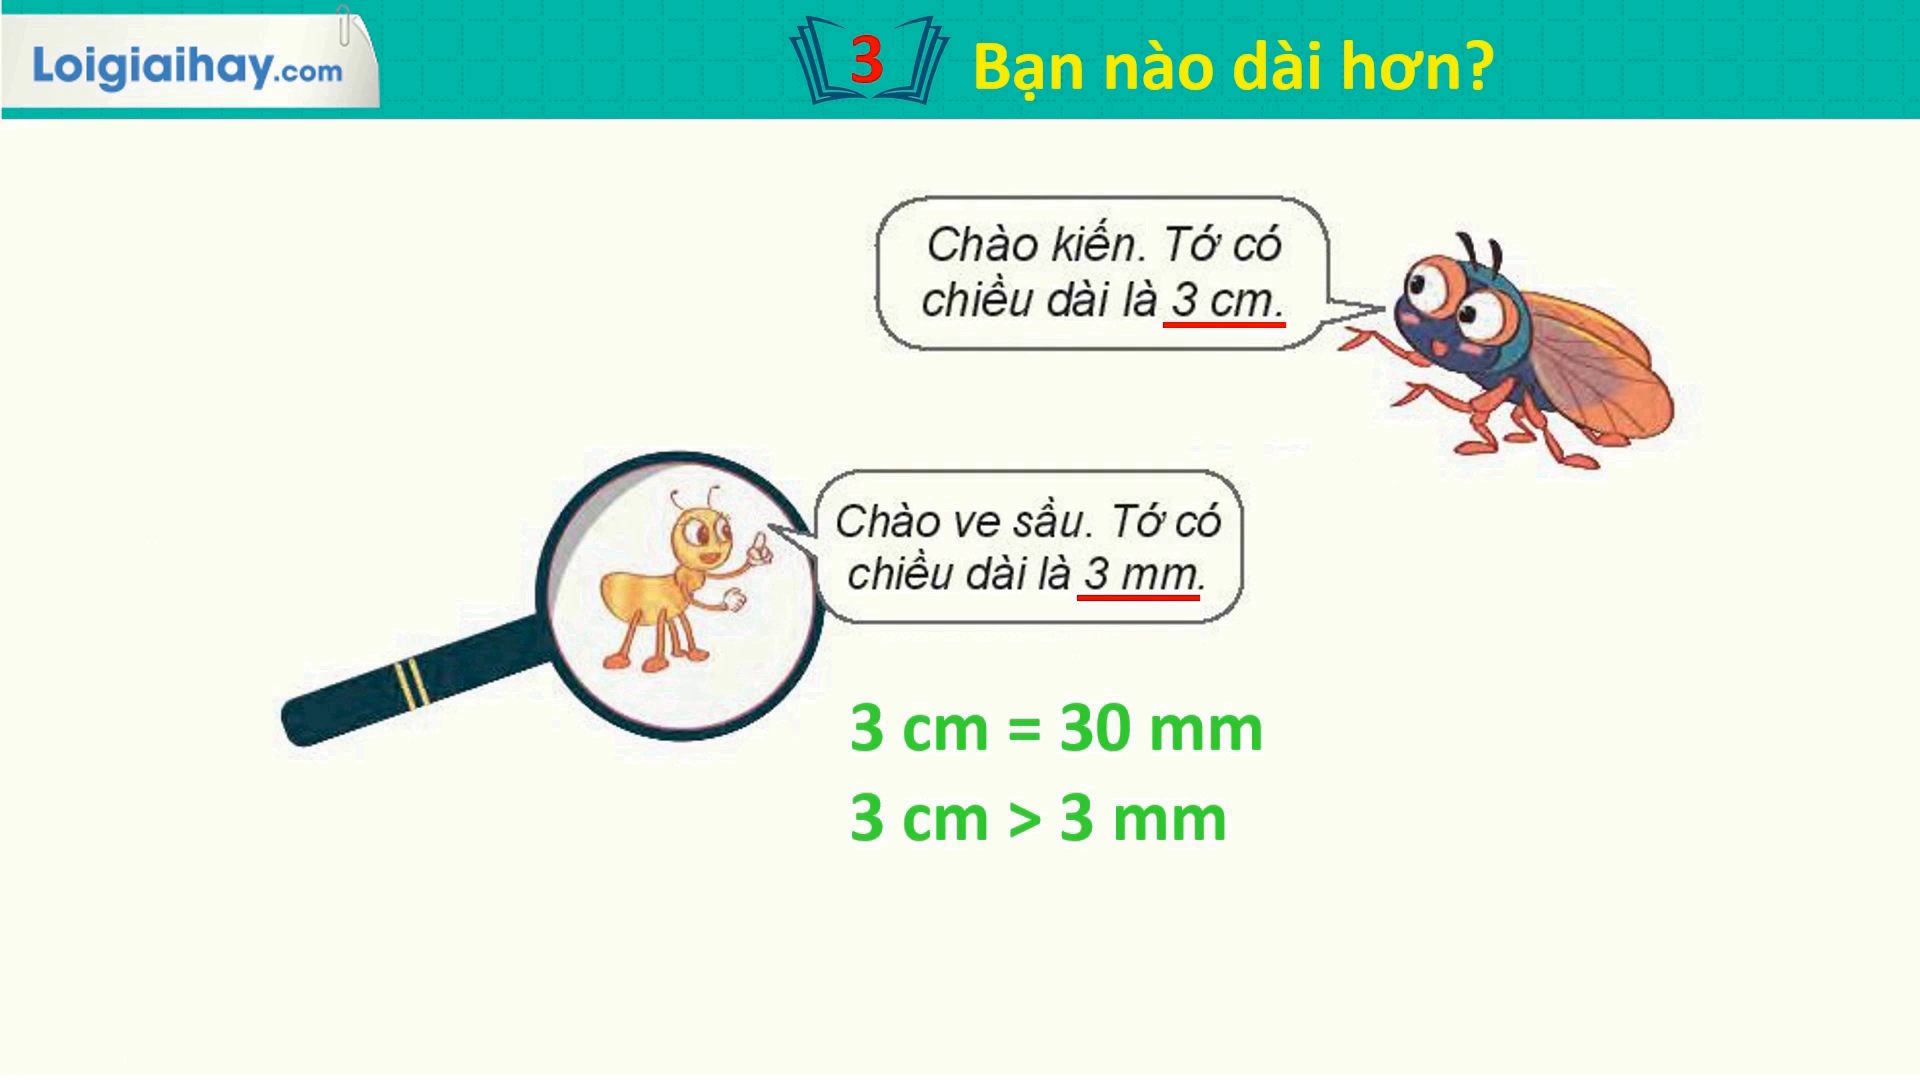 Loigiaihay.com
3 Bạn nào dài hơn?
Chào kiến. Tớ có
chiều dài là 3 cm.
Chào ve sầu. Tớ có
chiều dài là 3 mm.
3 cm = 30 mm
3 cm > 3 mm